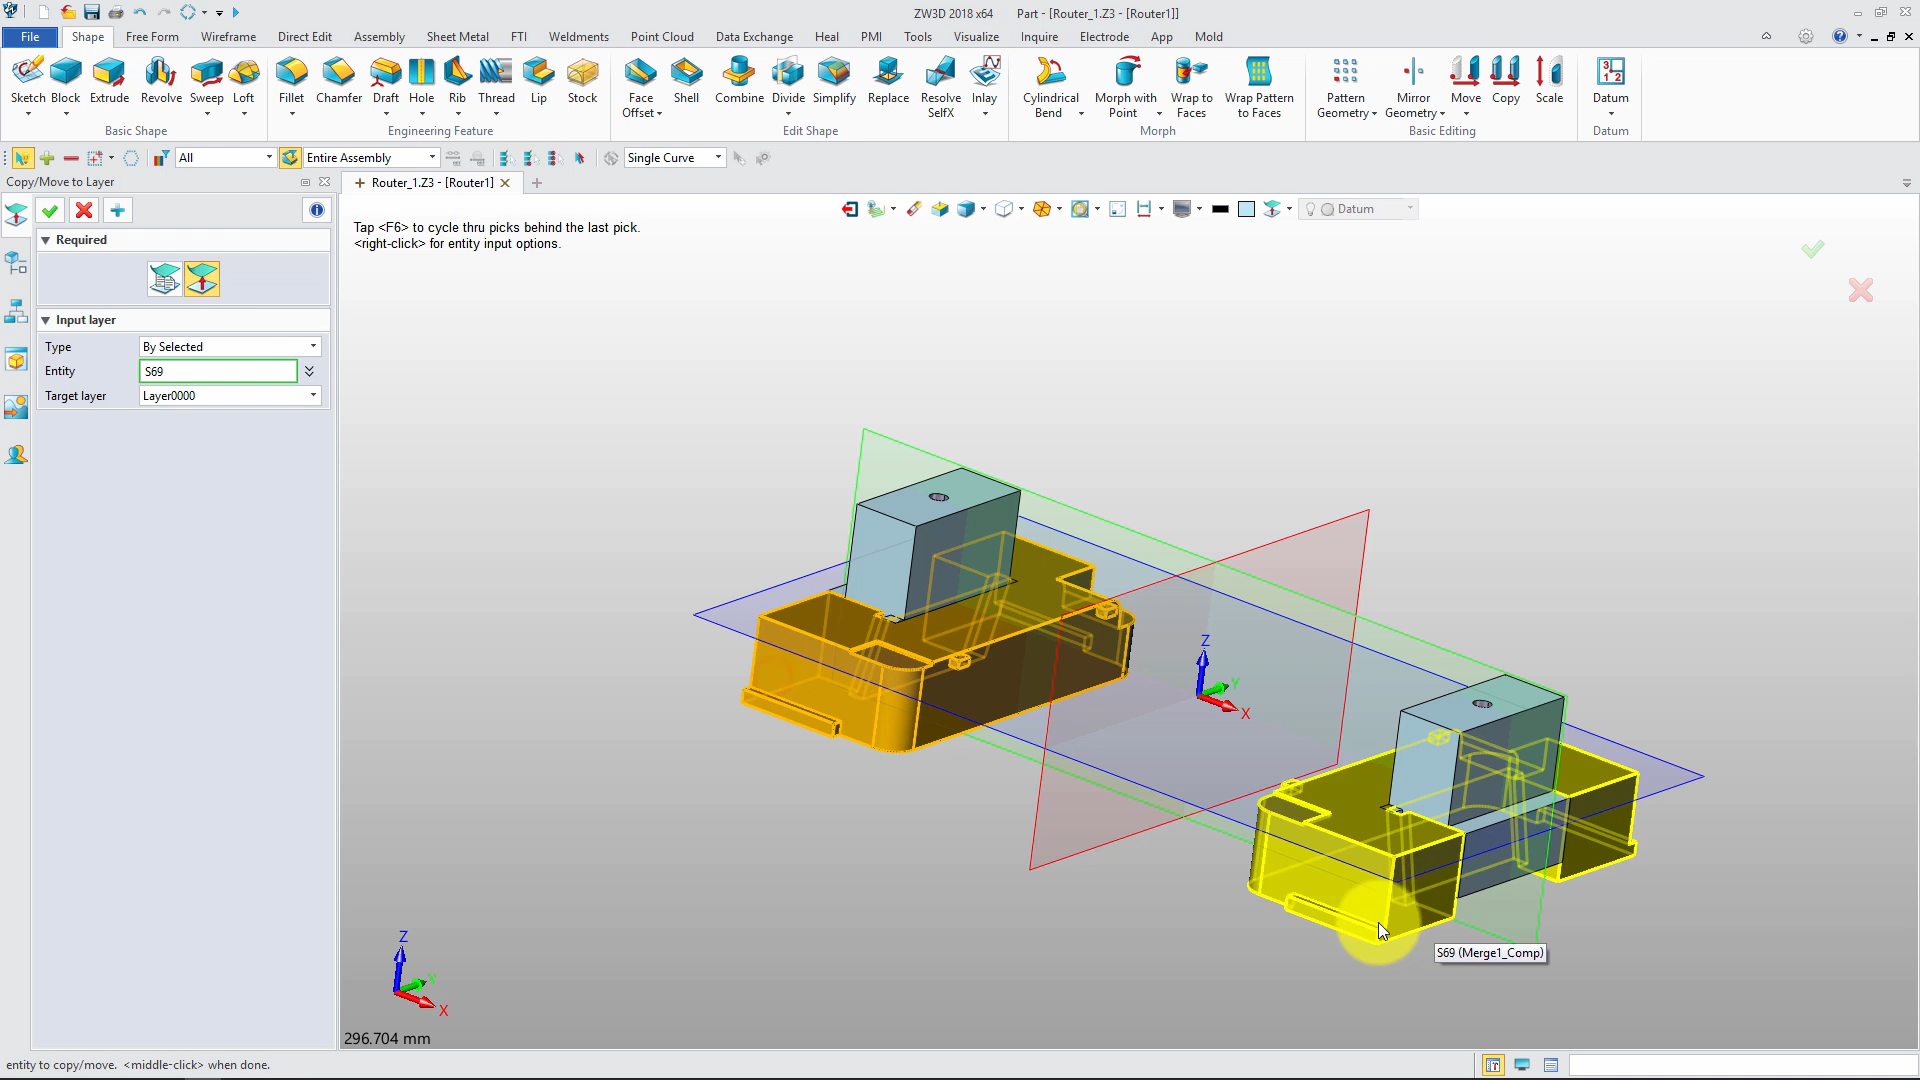 ZW3D 2018 x64 Part - [Router_1.Z3 - [Router1]]
File Shape Free Form Wireframe Direct Edit Assembly Sheet Metal FTI Weldments Point Cloud Data Exchange Heal PMI Tools Visualize Inquire Electrode App Mold
Sketch Block Extrude Revolve Sweep Loft Fillet Chamfer Draft Hole Rib Thread Lip Stock Face Offset Shell Combine Divide Simplify Replace Resolve SelfX Inlay Cylindrical Bend Morph with Point Wrap to Faces Wrap Pattern to Faces Pattern Geometry Mirror Geometry Move Copy Scale Datum
Basic Shape Engineering Feature Edit Shape Morph Basic Editing Datum
All Entire Assembly Single Curve
Copy/Move to Layer
Router_1.Z3 - [Router1]
Datum
Tap <F6> to cycle thru picks behind the last pick.
<right-click> for entity input options.
Required
Input layer
Type By Selected
Entity S69
Target layer Layer0000
Z
Y
X
S69 (Merge1_Comp)
Z
Y
X
296.704 mm
entity to copy/move. <middle-click> when done.